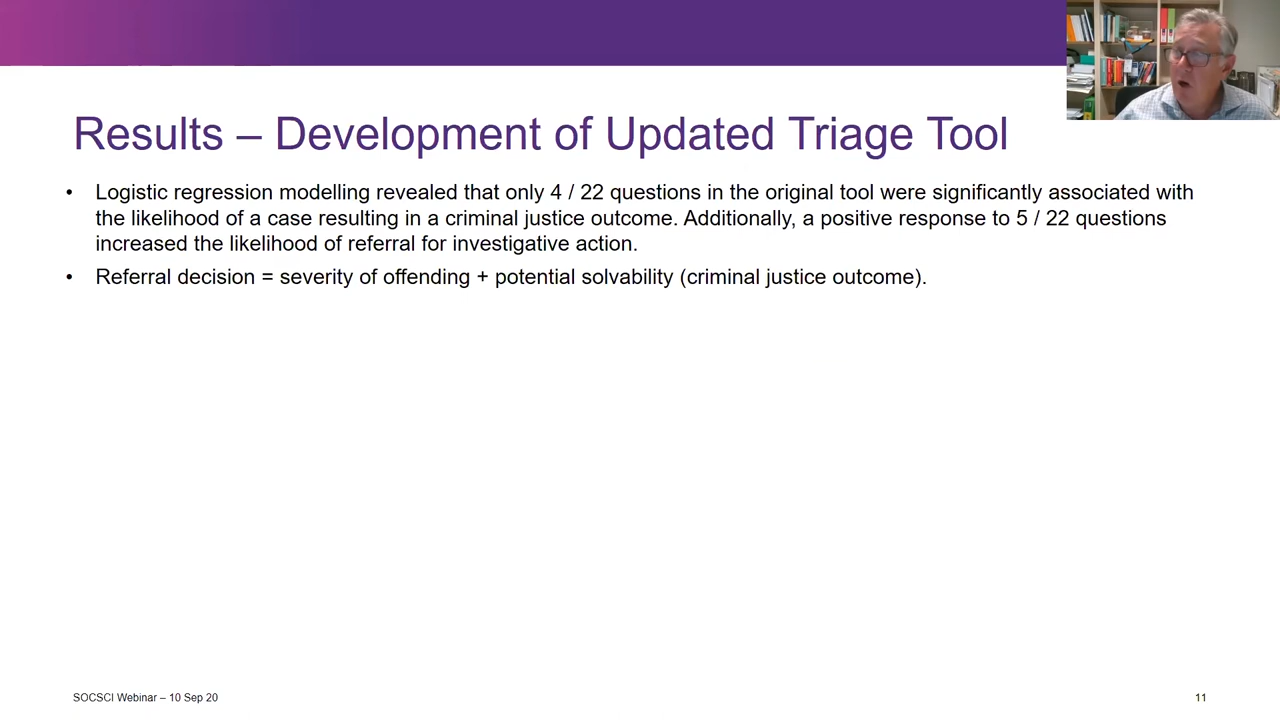 Results – Development of Updated Triage Tool
• Logistic regression modelling revealed that only 4 / 22 questions in the original tool were significantly associated with
the likelihood of a case resulting in a criminal justice outcome. Additionally, a positive response to 5 / 22 questions
increased the likelihood of referral for investigative action.
• Referral decision = severity of offending + potential solvability (criminal justice outcome).
SOCSCI Webinar – 10 Sep 20
11